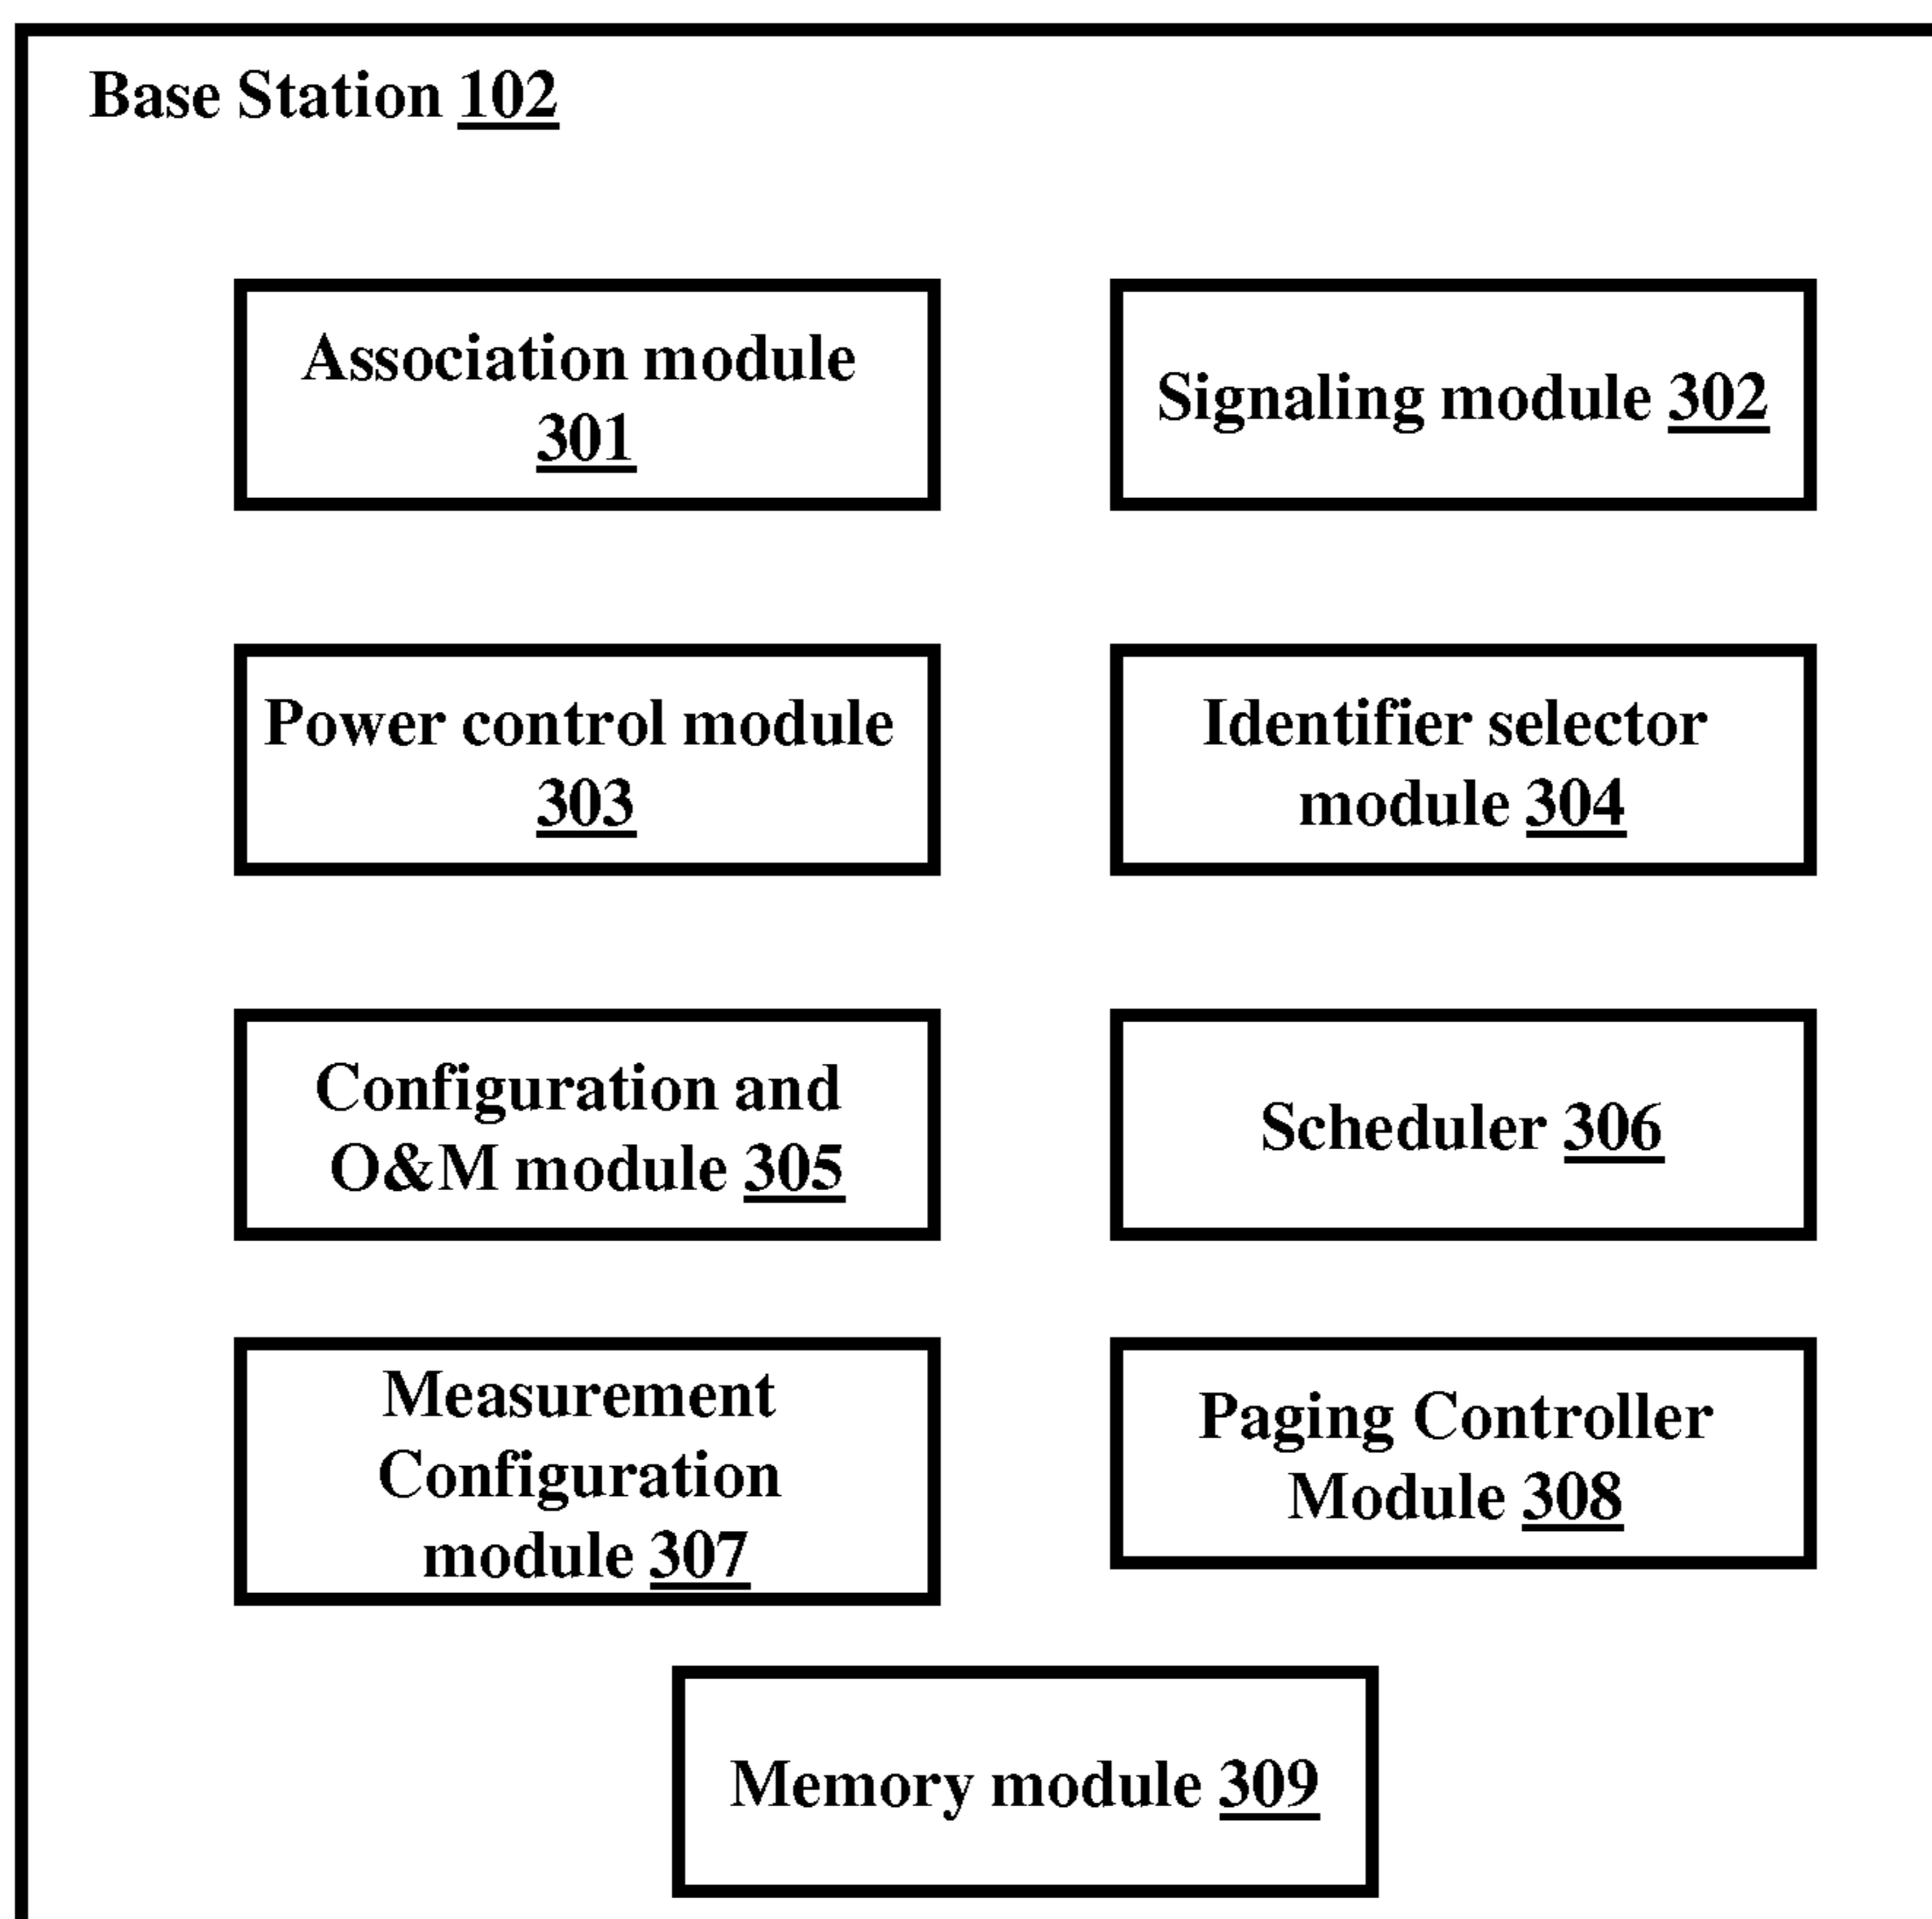 Base Station 102
Association module
301
Signaling module 302
Power control module
303
Identifier selector
module 304
Configuration and
O&M module 305
Scheduler 306
Measurement
Configuration
module 307
Paging Controller
Module 308
Memory module 309